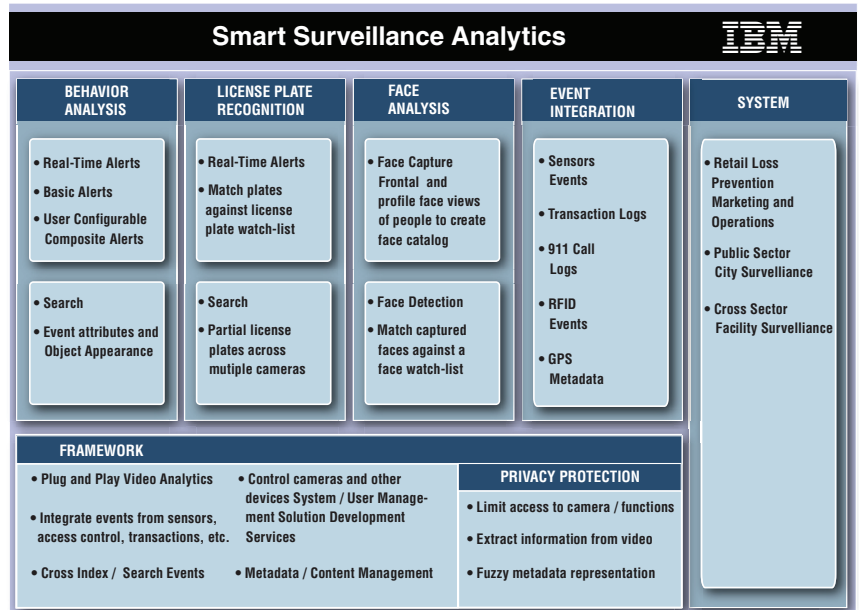 Smart Surveillance Analytics
IBM
BEHAVIOR
ANALYSIS
• Real-Time Alerts
• Basic Alerts
• User Configurable
Composite Alerts
• Search
• Event attributes and
Object Appearance
LICENSE PLATE
RECOGNITION
• Real-Time Alerts
• Match plates
against license
plate watch-list
• Search
• Partial license
plates across
mutiple cameras
FACE
ANALYSIS
• Face Capture
Frontal and
profile face views
of people to create
face catalog
• Face Detection
• Match captured
faces against a
face watch-list
EVENT
INTEGRATION
• Sensors
Events
• Transaction Logs
• 911 Call
Logs
• RFID
Events
• GPS
Metadata
SYSTEM
• Retail Loss
Prevention
Marketing and
Operations
• Public Sector
City Survelliance
• Cross Sector
Facility Survelliance
FRAMEWORK
• Plug and Play Video Analytics
• Integrate events from sensors,
access control, transactions, etc.
• Cross Index / Search Events
• Control cameras and other
devices System / User Manage-
ment Solution Development
Services
• Metadata / Content Management
PRIVACY PROTECTION
• Limit access to camera / functions
• Extract information from video
• Fuzzy metadata representation